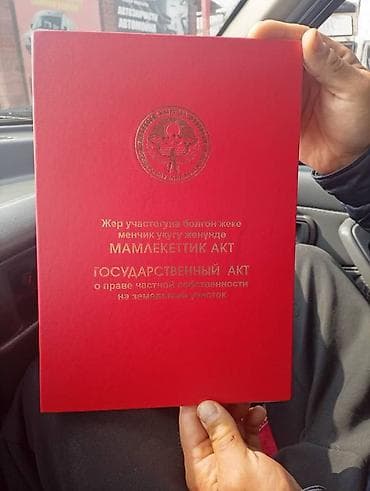 Жер участогуна болгон жеке
менчик укугу жөнүндө
МАМЛЕКЕТТИК АКТ
ГОСУДАРСТВЕННЫЙ АКТ
о праве частной собственности
на земельный участок